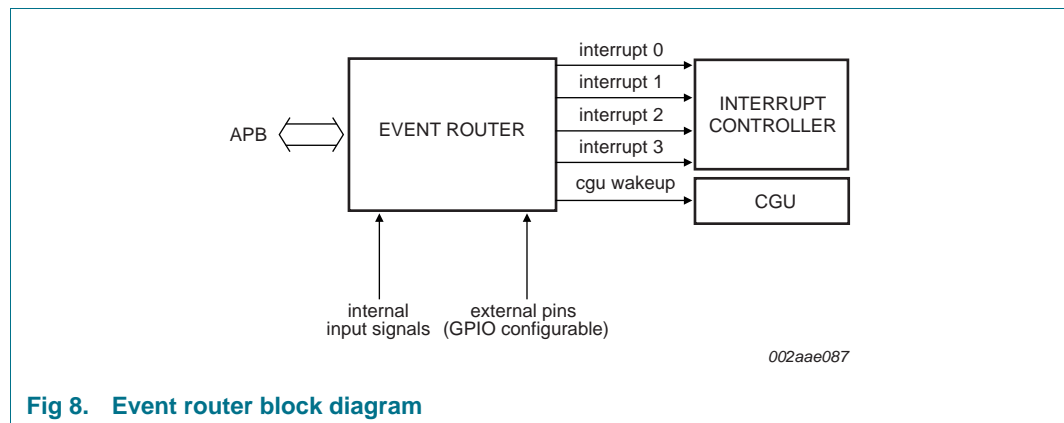 interrupt 0
interrupt 1
interrupt 2
interrupt 3
cgu wakeup
APB
EVENT ROUTER
INTERRUPT
CONTROLLER
CGU
internal
input signals
external pins
(GPIO configurable)
002aae087
Fig 8. Event router block diagram